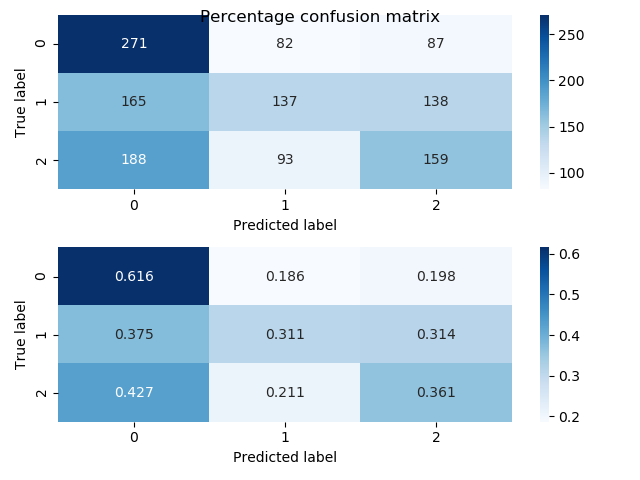 Percentage confusion matrix
True label
0 271 82 87
1 165 137 138
2 188 93 159
0 1 2
Predicted label
250
200
150
100
True label
0 0.616 0.186 0.198
1 0.375 0.311 0.314
2 0.427 0.211 0.361
0 1 2
Predicted label
0.6
0.5
0.4
0.3
0.2